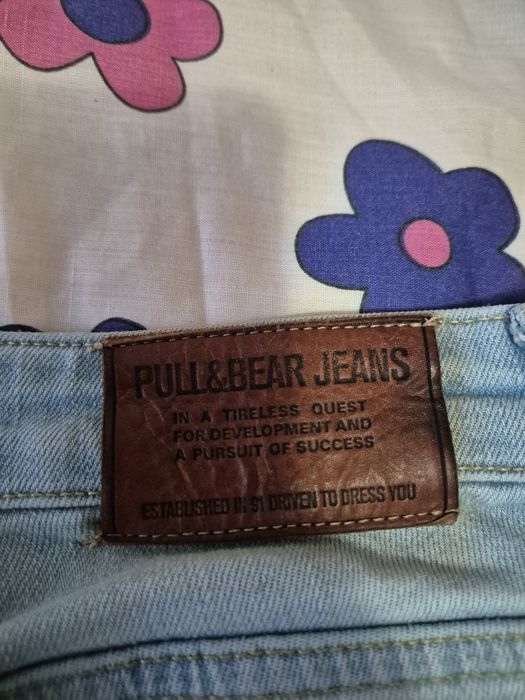 PULL&BEAR JEANS
IN A TIRELESS QUEST
FOR DEVELOPMENT AND
A PURSUIT OF SUCCESS
ESTABLISHED IN 91 DRIVEN TO DRESS YOU